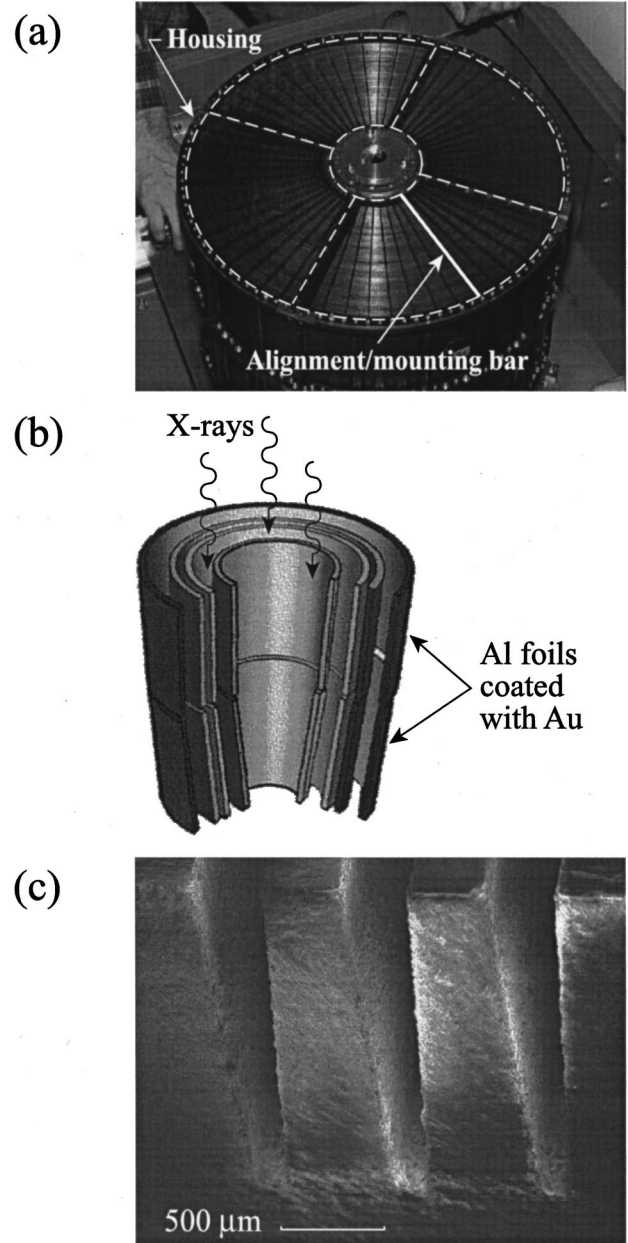 (a)
Housing
Alignment/mounting bar
(b)
X-rays
Al foils
coated
with Au
(c)
500 µm